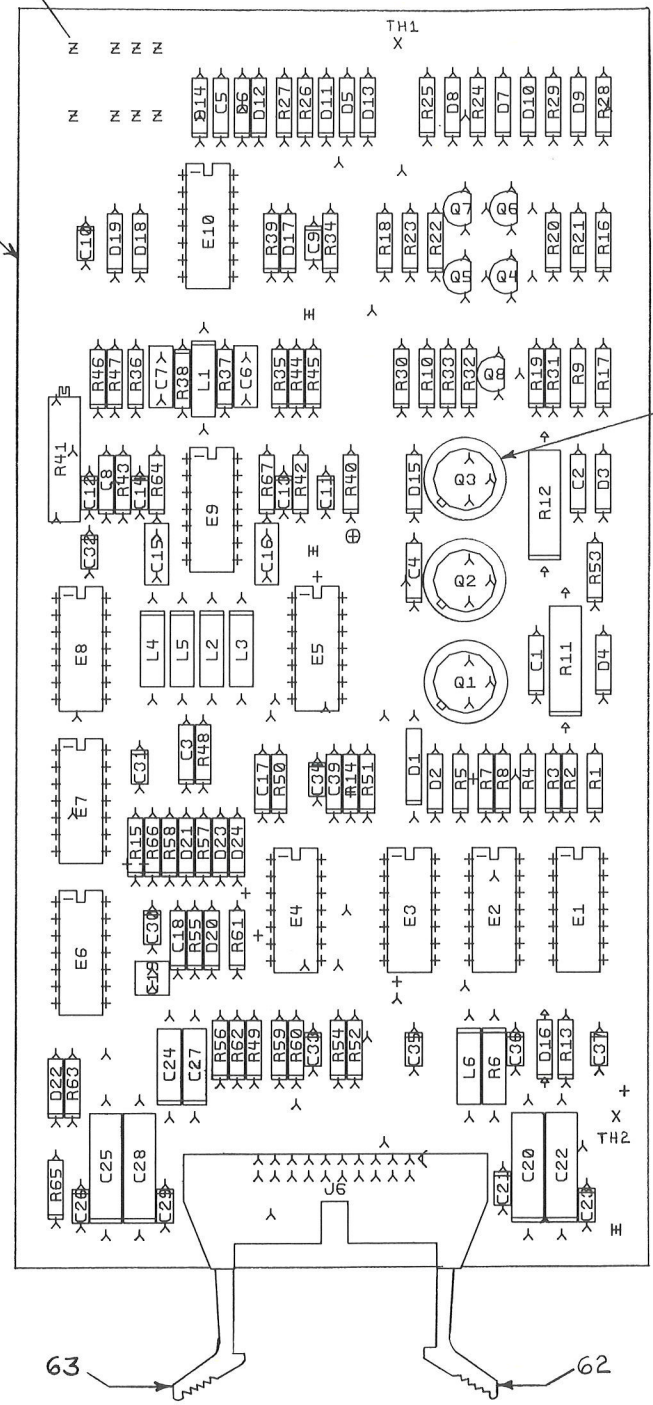 TH1
X
Z Z Z Z
Z Z Z Z
D14 C5 D6 D12 R27 R26 D11 D5 D13 R25 D8 R24 D7 D10 R29 D9 R28
E10
Q7 Q6
C10 D19 D18 R39 D17 C9 R34 R18 R23 R22 R20 R21 R16
Q5 Q4
R46 R47 R36 C7 R38 L1 R37 C6 R35 R44 R45 R30 R10 R33 R32 Q8 R19 R31 R9 R17
R41 C12 C8 R43 C14 R64 E9 R67 C13 R42 C11 R40 D15 Q3 R12 C2 D3
C32 C15 C16 C4 Q2 R53
E8 L4 L5 L2 L3 E5 Q1 C1 R11 D4
E7 C31 C3 R48 C17 R50 C34 C39 R14 R51 D1 D2 R5 R7 R8 R4 R3 R2 R1
R15 R66 R58 D21 R57 D23 D24
E6 C30 C18 R55 D20 R61 E4 E3 E2 E1
C19
D22 R63 C24 C27 R56 R62 R49 R59 R60 C33 R54 R52 C35 L6 R6 C36 D16 R13 C37
X
TH2
R65 C26 C25 C28 C29 J6 C21 C20 C22 C23
63 62